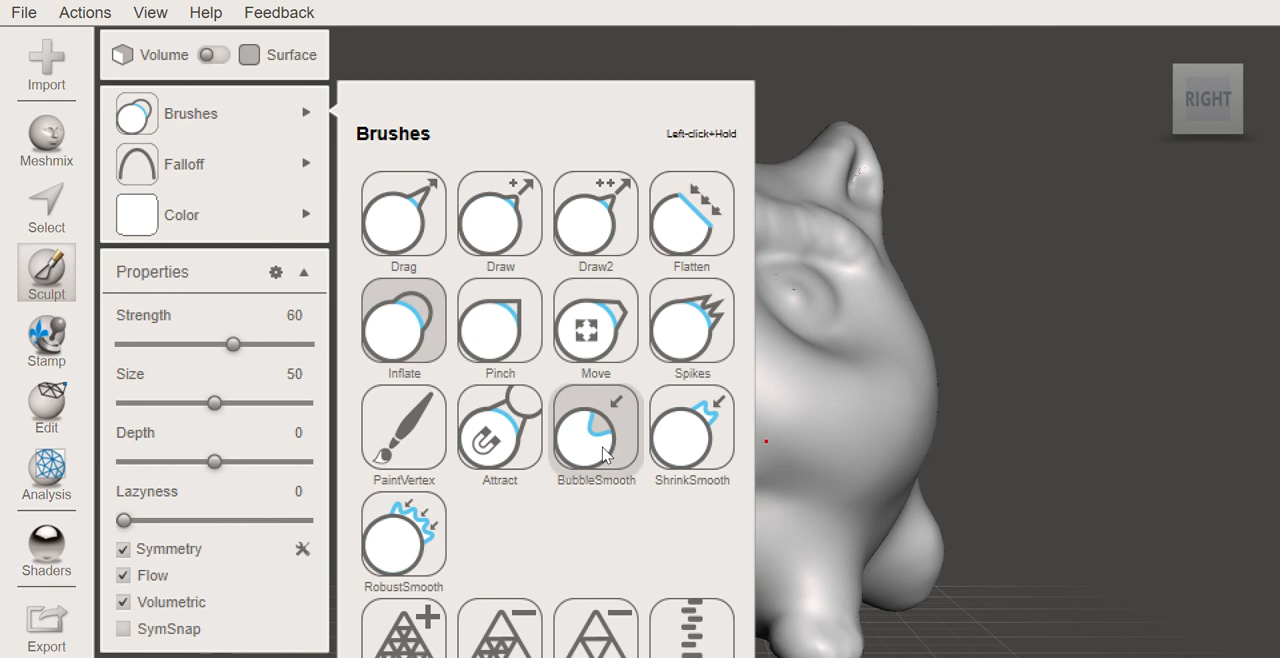 File Actions View Help Feedback
Import
Meshmix
Select
Sculpt
Stamp
Edit
Analysis
Shaders
Export
Volume Surface
Brushes
Falloff
Color
Properties
Strength 60
Size 50
Depth 0
Lazyness 0
Symmetry
Flow
Volumetric
SymSnap
Brushes Left-click+Hold
Drag Draw Draw2 Flatten
Inflate Pinch Move Spikes
PaintVertex Attract BubbleSmooth ShrinkSmooth
RobustSmooth
RIGHT